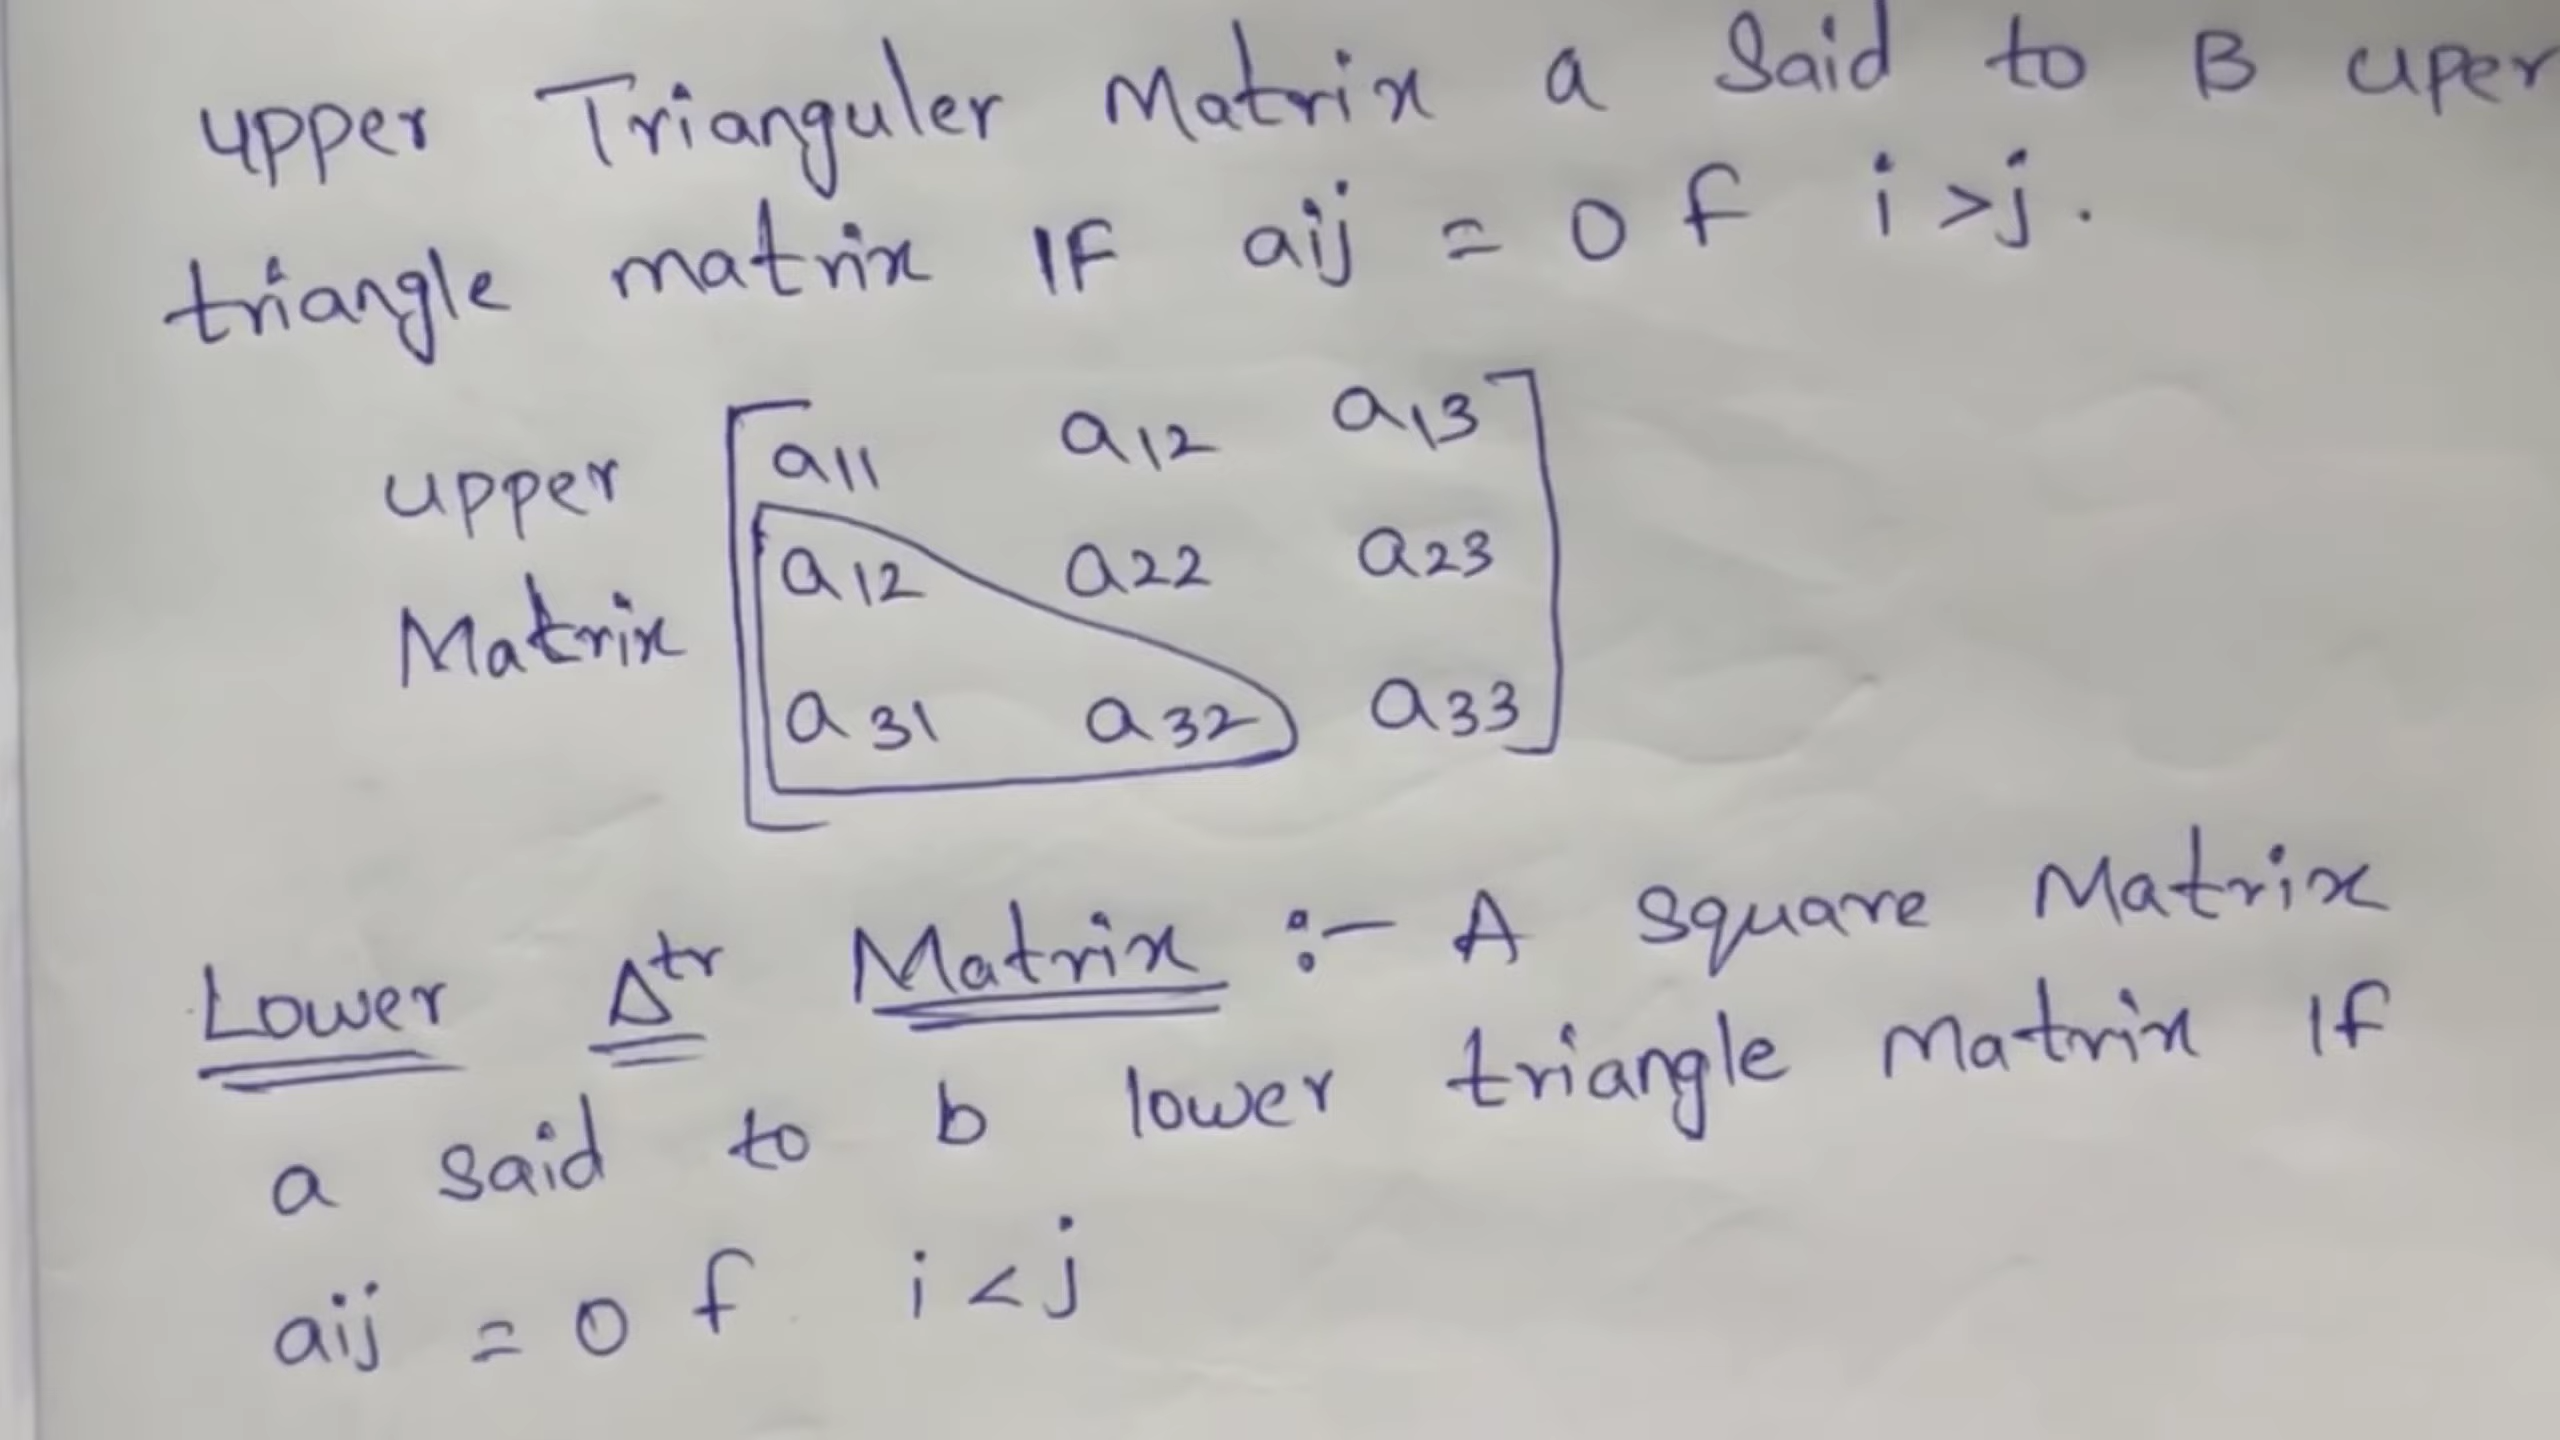 upper Trianguler Matrix a Said to B uper
triangle matrix IF aij = 0 f i >j.
upper
Matrix
a11 a12 a13
a12 a22 a23
a31 a32 a33
Lower Δtr Matrix :- A square Matrix
a said to b lower triangle Matrix If
aij = 0 f i < j